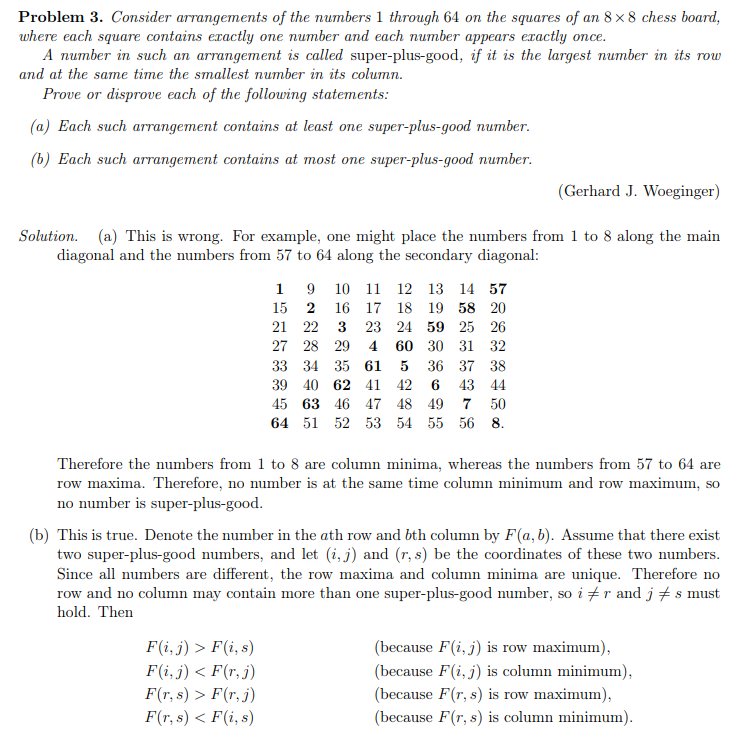 Problem 3. Consider arrangements of the numbers 1 through 64 on the squares of an 8×8 chess board,
where each square contains exactly one number and each number appears exactly once.
A number in such an arrangement is called super-plus-good, if it is the largest number in its row
and at the same time the smallest number in its column.
Prove or disprove each of the following statements:
(a) Each such arrangement contains at least one super-plus-good number.
(b) Each such arrangement contains at most one super-plus-good number.
(Gerhard J. Woeginger)
Solution. (a) This is wrong. For example, one might place the numbers from 1 to 8 along the main
diagonal and the numbers from 57 to 64 along the secondary diagonal:
1 9 10 11 12 13 14 57
15 2 16 17 18 19 58 20
21 22 3 23 24 59 25 26
27 28 29 4 60 30 31 32
33 34 35 61 5 36 37 38
39 40 62 41 42 6 43 44
45 63 46 47 48 49 7 50
64 51 52 53 54 55 56 8.
Therefore the numbers from 1 to 8 are column minima, whereas the numbers from 57 to 64 are
row maxima. Therefore, no number is at the same time column minimum and row maximum, so
no number is super-plus-good.
(b) This is true. Denote the number in the ath row and bth column by F(a, b). Assume that there exist
two super-plus-good numbers, and let (i, j) and (r, s) be the coordinates of these two numbers.
Since all numbers are different, the row maxima and column minima are unique. Therefore no
row and no column may contain more than one super-plus-good number, so i ≠ r and j ≠ s must
hold. Then
F(i, j) > F(i, s) (because F(i, j) is row maximum),
F(i, j) < F(r, j) (because F(i, j) is column minimum),
F(r, s) > F(r, j) (because F(r, s) is row maximum),
F(r, s) < F(i, s) (because F(r, s) is column minimum).